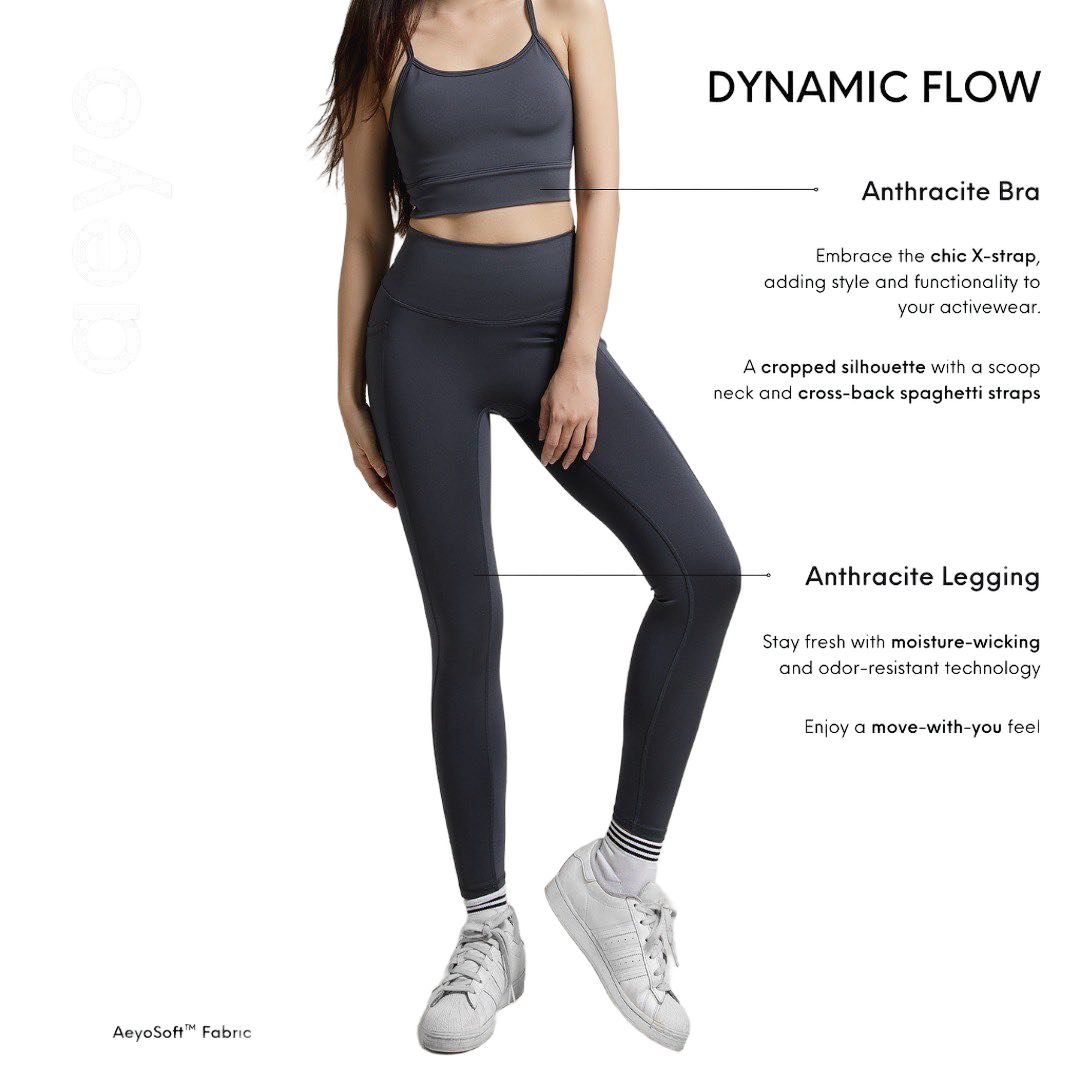 aeyo
DYNAMIC FLOW
Anthracite Bra
Embrace the chic X-strap,
adding style and functionality to
your activewear.
A cropped silhouette with a scoop
neck and cross-back spaghetti straps
Anthracite Legging
Stay fresh with moisture-wicking
and odor-resistant technology
Enjoy a move-with-you feel
AeyoSoft™ Fabric